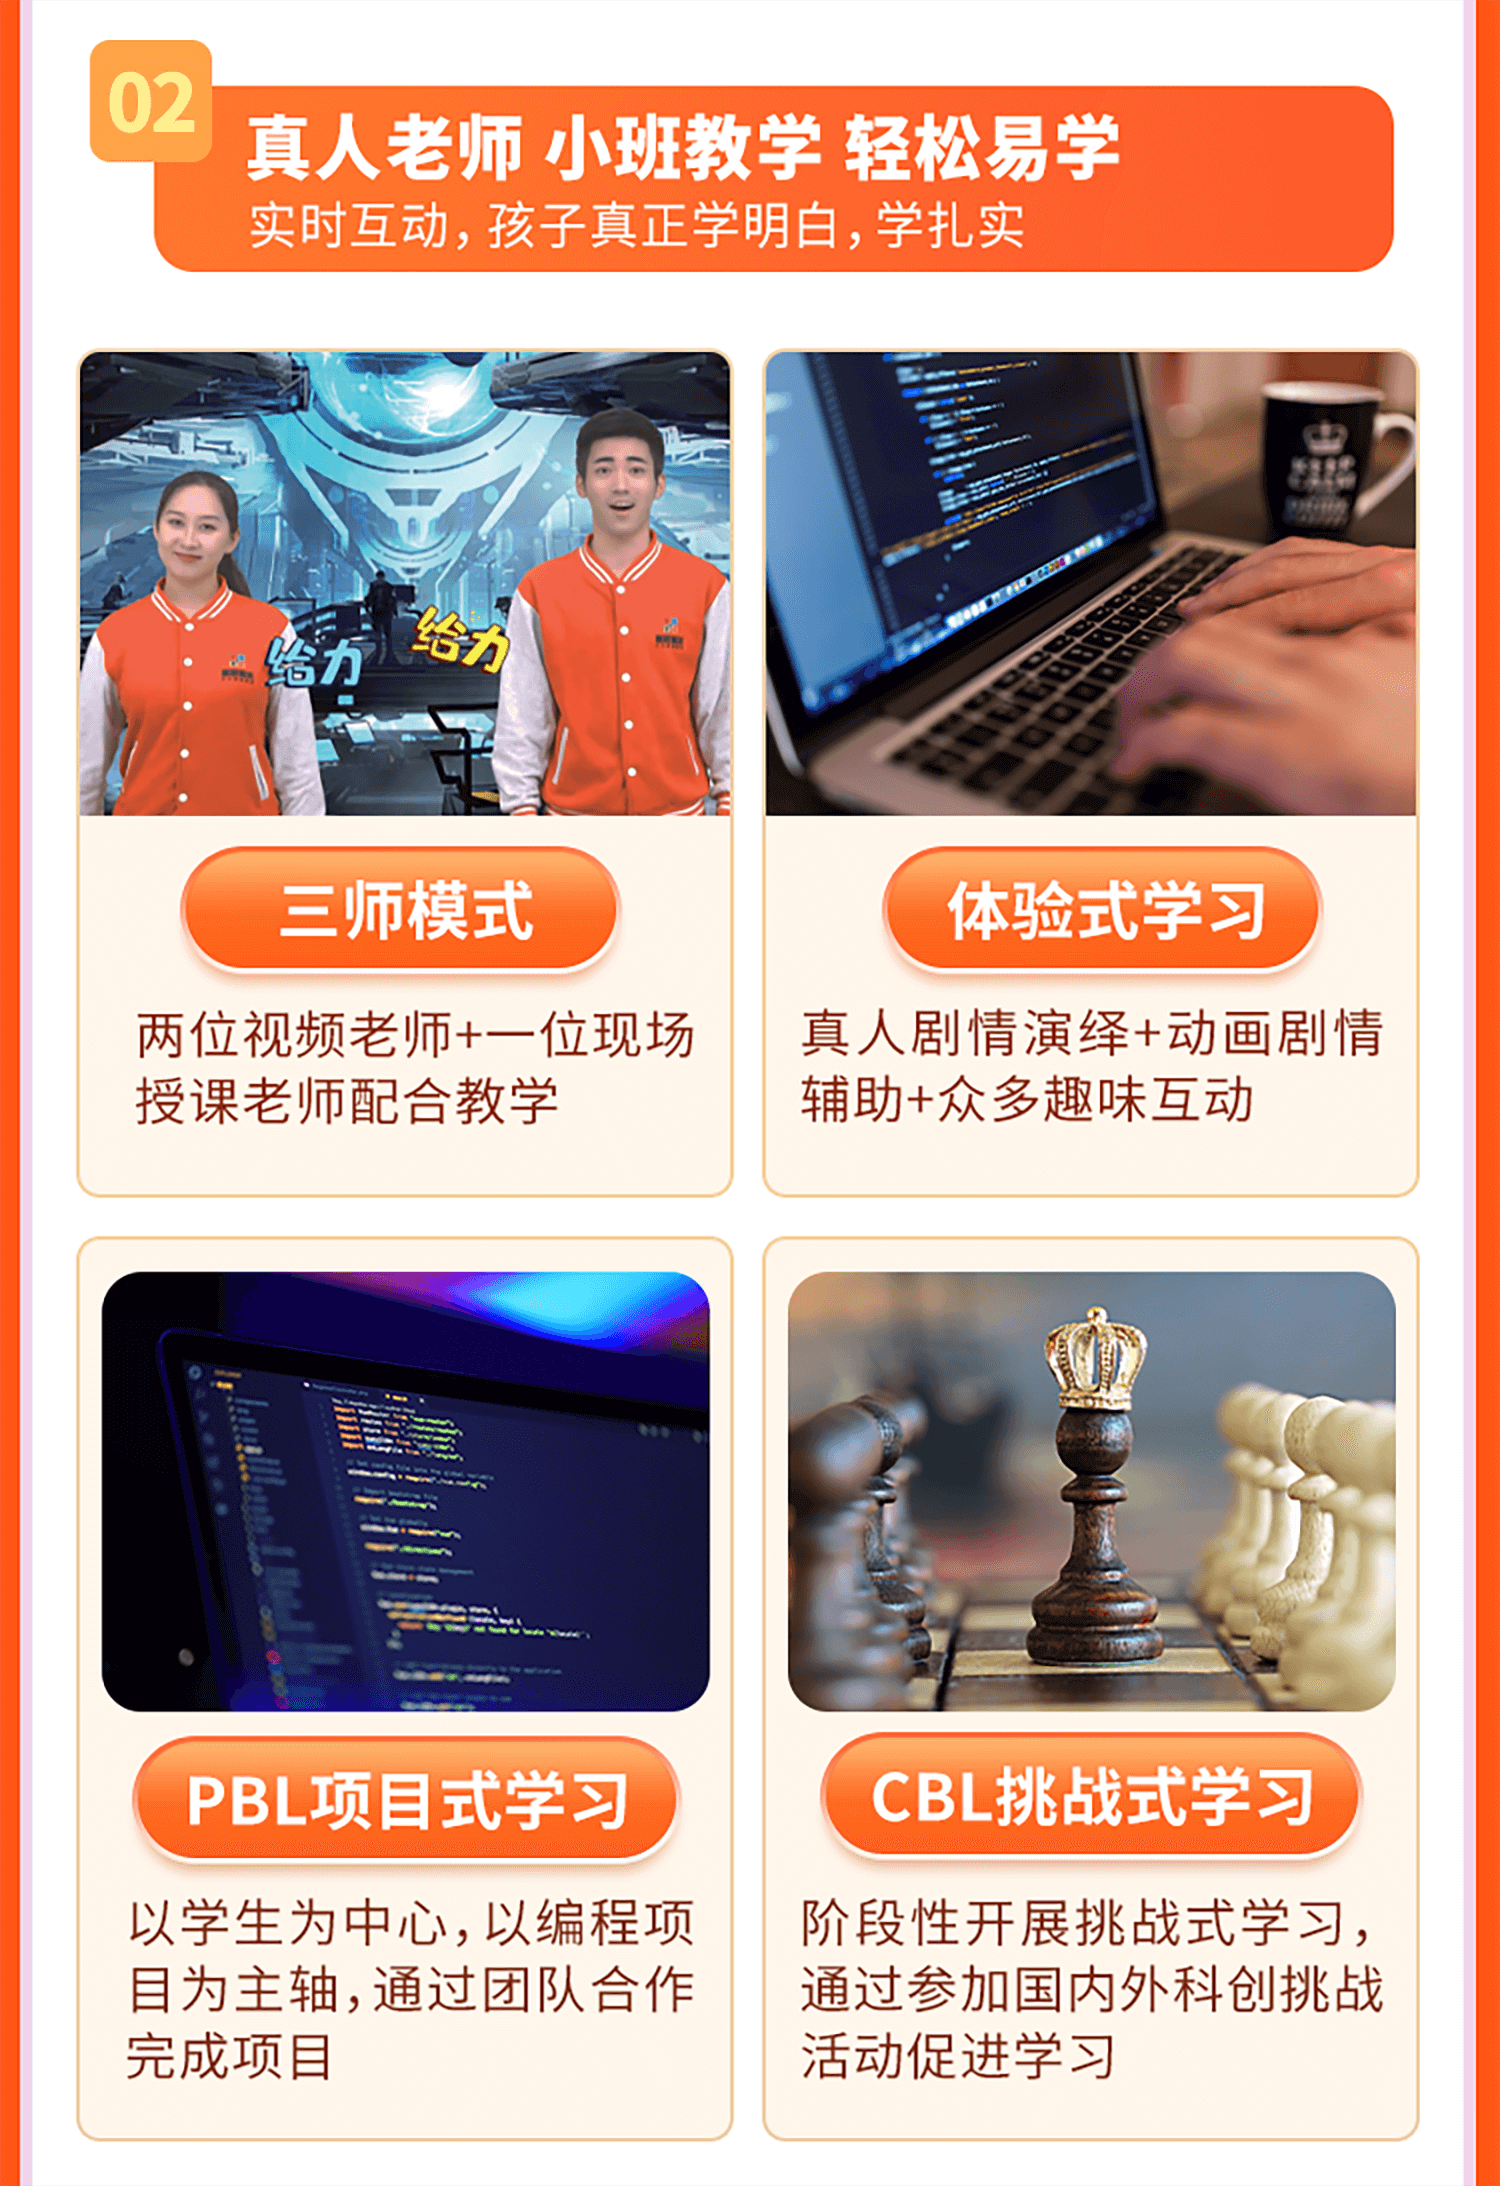 02
真人老师 小班教学 轻松易学
实时互动，孩子真正学明白，学扎实
给力
给力
KEEP
CALM
三师模式
体验式学习
两位视频老师+一位现场
授课老师配合教学
真人剧情演绎+动画剧情
辅助+众多趣味互动
PBL项目式学习
CBL挑战式学习
以学生为中心，以编程项
目为主轴，通过团队合作
完成项目
阶段性开展挑战式学习，
通过参加国内外科创挑战
活动促进学习